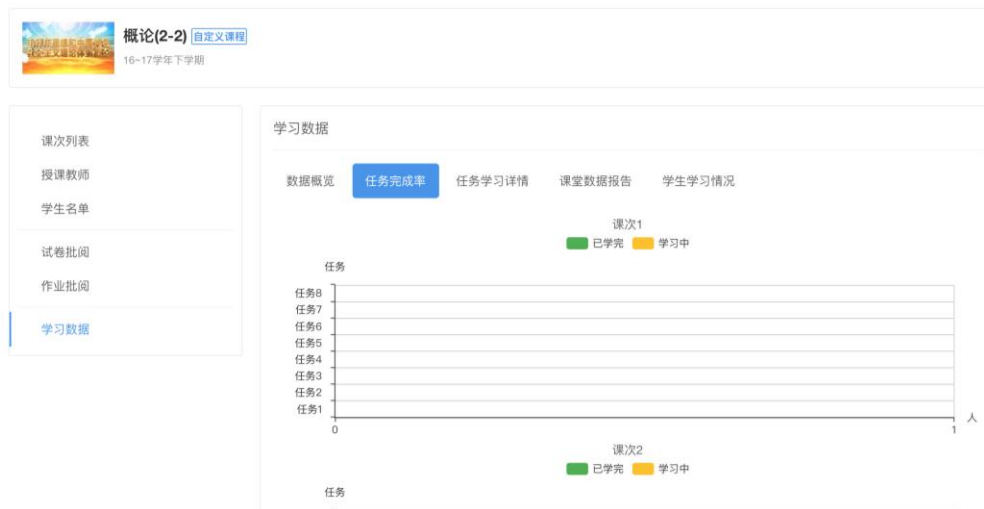 概论(2-2) 自定义课程
16~17学年下学期
课次列表
授课教师
学生名单
试卷批阅
作业批阅
学习数据
学习数据
数据概览 任务完成率 任务学习详情 课堂数据报告 学生学习情况
课次1
已学完 学习中
任务
任务8
任务7
任务6
任务5
任务4
任务3
任务2
任务1
0 1 人
课次2
已学完 学习中
任务